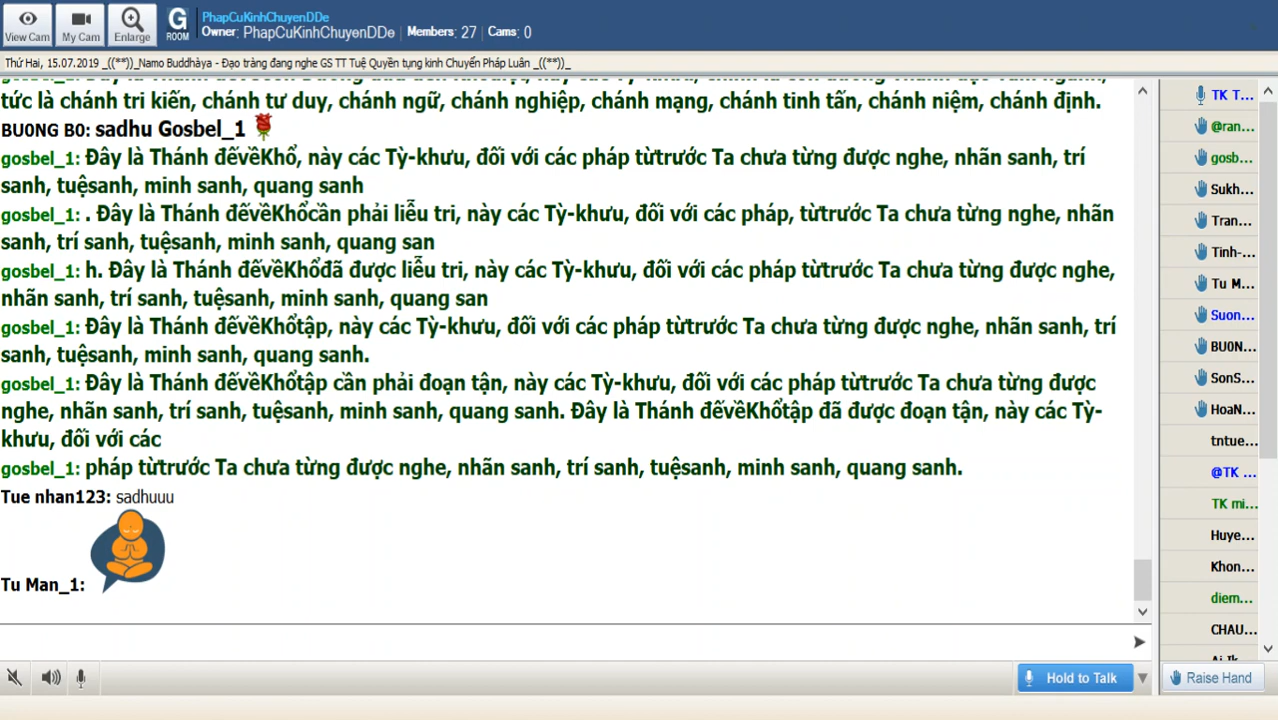 View Cam
My Cam
Enlarge
G
ROOM
PhapCuKinhChuyenDDe
Owner: PhapCuKinhChuyenDDe | Members: 27 | Cams: 0
Thứ Hai, 15.07.2019 _((**))_Namo Buddhàya - Đạo tràng đang nghe GS TT Tuệ Quyền tụng kinh Chuyển Pháp Luân _((**))_
tức là chánh tri kiến, chánh tư duy, chánh ngữ, chánh nghiệp, chánh mạng, chánh tinh tấn, chánh niệm, chánh định.
BU0NG B0: sadhu Gosbel_1
gosbel_1: Đây là Thánh đếvềKhổ, này các Tỳ-khưu, đối với các pháp từtrước Ta chưa từng được nghe, nhãn sanh, trí
sanh, tuệsanh, minh sanh, quang sanh
gosbel_1: . Đây là Thánh đếvềKhổcần phải liễu tri, này các Tỳ-khưu, đối với các pháp, từtrước Ta chưa từng nghe, nhãn
sanh, trí sanh, tuệsanh, minh sanh, quang san
gosbel_1: h. Đây là Thánh đếvềKhổđã được liễu tri, này các Tỳ-khưu, đối với các pháp từtrước Ta chưa từng được nghe,
nhãn sanh, trí sanh, tuệsanh, minh sanh, quang san
gosbel_1: Đây là Thánh đếvềKhổtập, này các Tỳ-khưu, đối với các pháp từtrước Ta chưa từng được nghe, nhãn sanh, trí
sanh, tuệsanh, minh sanh, quang sanh.
gosbel_1: Đây là Thánh đếvềKhổtập cần phải đoạn tận, này các Tỳ-khưu, đối với các pháp từtrước Ta chưa từng được
nghe, nhãn sanh, trí sanh, tuệsanh, minh sanh, quang sanh. Đây là Thánh đếvềKhổtập đã được đoạn tận, này các Tỳ-
khưu, đối với các
gosbel_1: pháp từtrước Ta chưa từng được nghe, nhãn sanh, trí sanh, tuệsanh, minh sanh, quang sanh.
Tue nhan123: sadhuuu
Tu Man_1:
Hold to Talk
TK T...
@ran...
gosb...
Sukh...
Tran...
Tinh-...
Tu M...
Suon...
BU0N...
SonS...
HoaN...
tntue...
@TK ...
TK mi...
Huye...
Khon...
diem...
CHAU...
Raise Hand